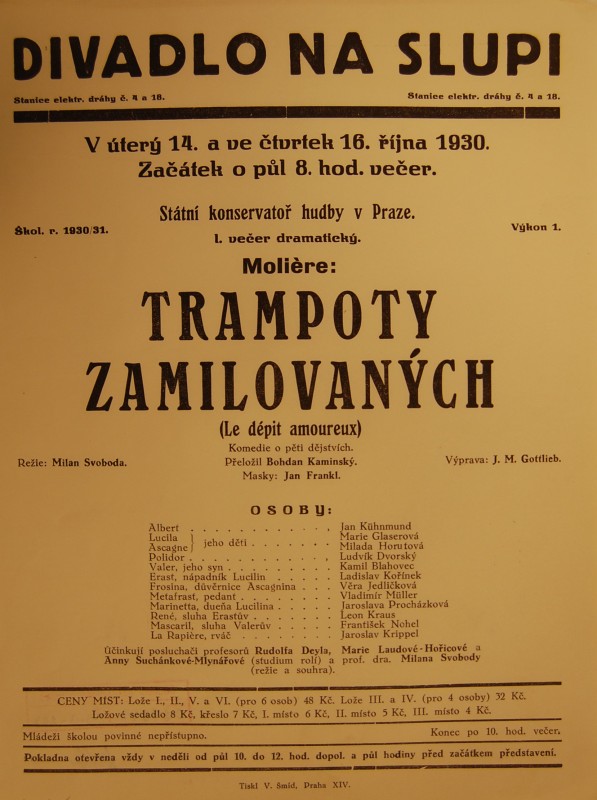 DIVADLO NA SLUPI
Stanice elektr. dráhy č. 4 a 18. Stanice elektr. dráhy č. 4 a 18.
V úterý 14. a ve čtvrtek 16. října 1930.
Začátek o půl 8. hod. večer.
Státní konservatoř hudby v Praze.
Škol. r. 1930/31. Výkon 1.
I. večer dramatický.
Molière:
TRAMPOTY
ZAMILOVANÝCH
(Le dépit amoureux)
Komedie o pěti dějstvích.
Režie: Milan Svoboda. Přeložil Bohdan Kaminský. Výprava: J. M. Gottlieb.
Masky: Jan Frankl.
OSOBY:
Albert . . . . . . . . . . . . Jan Kühnmund
Lucila } jeho děti . . . . . . . Marie Glaserová
Ascagne } Milada Horutová
Polidor . . . . . . . . . . . . Ludvík Dvorský
Valer, jeho syn . . . . . . . . Kamil Blahovec
Erast, nápadník Lucilin . . . . . . Ladislav Kořínek
Frosina, důvěrnice Ascagnina . . . Věra Jedličková
Metafrast, pedant . . . . . . . Vladimír Müller
Marinetta, dueňa Lucilina . . . . . Jaroslava Procházková
René, sluha Erastův . . . . . . . Leon Kraus
Mascaril, sluha Valerův . . . . . . František Nohel
La Rapière, rváč . . . . . . . . Jaroslav Krippel
Účinkují posluchači profesorů Rudolfa Deyla, Marie Laudové-Hořicové a
Anny Suchánkové-Mlynářové (studium rolí) a prof. dra. Milana Svobody
(režie a souhra).
CENY MIST: Lože I., II., V. a VI. (pro 6 osob) 48 Kč. Lože III. a IV. (pro 4 osoby) 32 Kč.
Ložové sedadlo 8 Kč, křeslo 7 Kč, I. místo 6 Kč, II. místo 5 Kč, III. místo 4 Kč.
Mládeži školou povinné nepřístupno. Konec po 10. hod. večer.
Pokladna otevřena vždy v neděli od půl 10. do 12. hod. dopol. a půl hodiny před začátkem představení.
Tiskl V. Šmíd, Praha XIV.